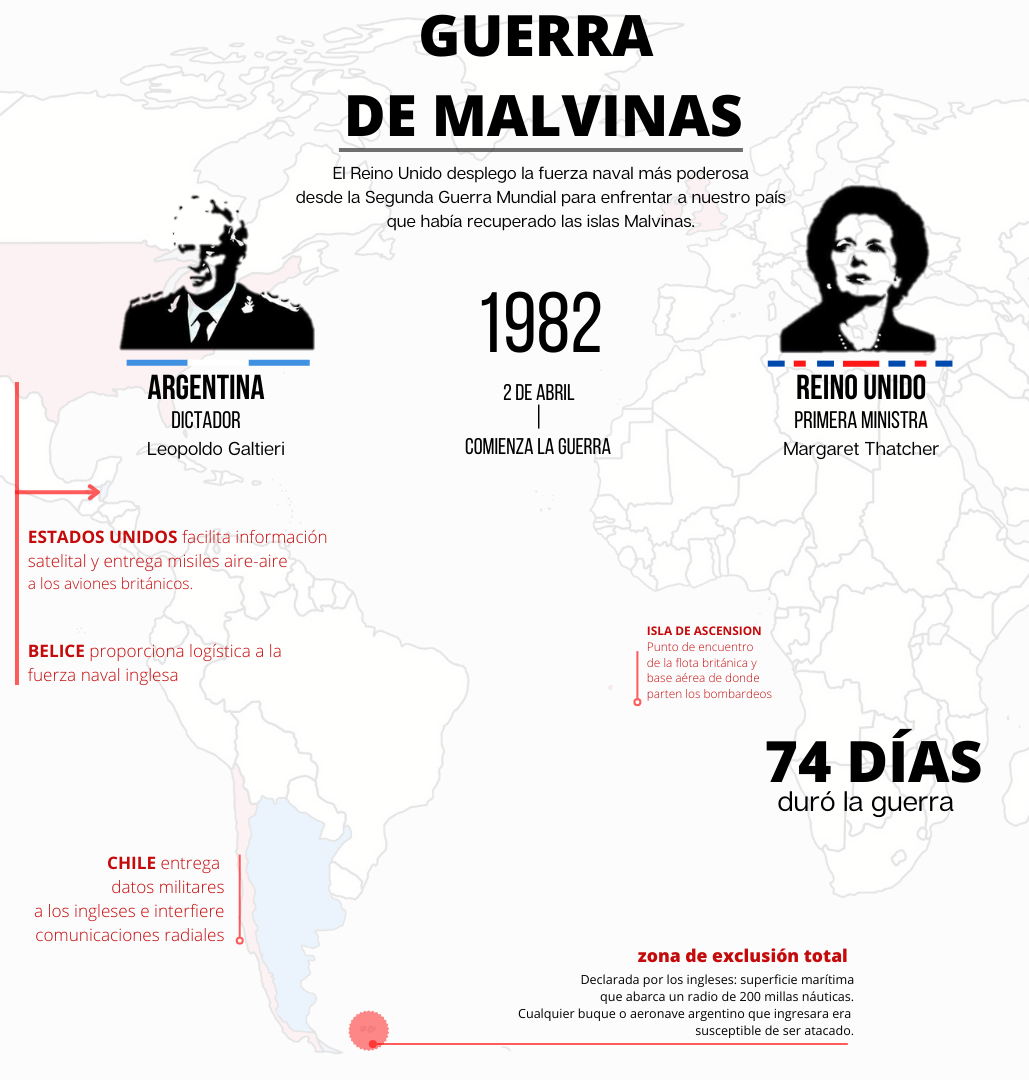 GUERRA
DE MALVINAS
El Reino Unido desplego la fuerza naval más poderosa
desde la Segunda Guerra Mundial para enfrentar a nuestro país
que había recuperado las islas Malvinas.
1982
2 DE ABRIL
COMIENZA LA GUERRA
ARGENTINA
DICTADOR
Leopoldo Galtieri
REINO UNIDO
PRIMERA MINISTRA
Margaret Thatcher
ESTADOS UNIDOS facilita información
satelital y entrega misiles aire-aire
a los aviones británicos.
BELICE proporciona logística a la
fuerza naval inglesa
ISLA DE ASCENSION
Punto de encuentro
de la flota británica y
base aérea de donde
parten los bombardeos
74 DÍAS
duró la guerra
CHILE entrega
datos militares
a los ingleses e interfiere
comunicaciones radiales
zona de exclusión total
Declarada por los ingleses: superficie marítima
que abarca un radio de 200 millas náuticas.
Cualquier buque o aeronave argentino que ingresara era
susceptible de ser atacado.